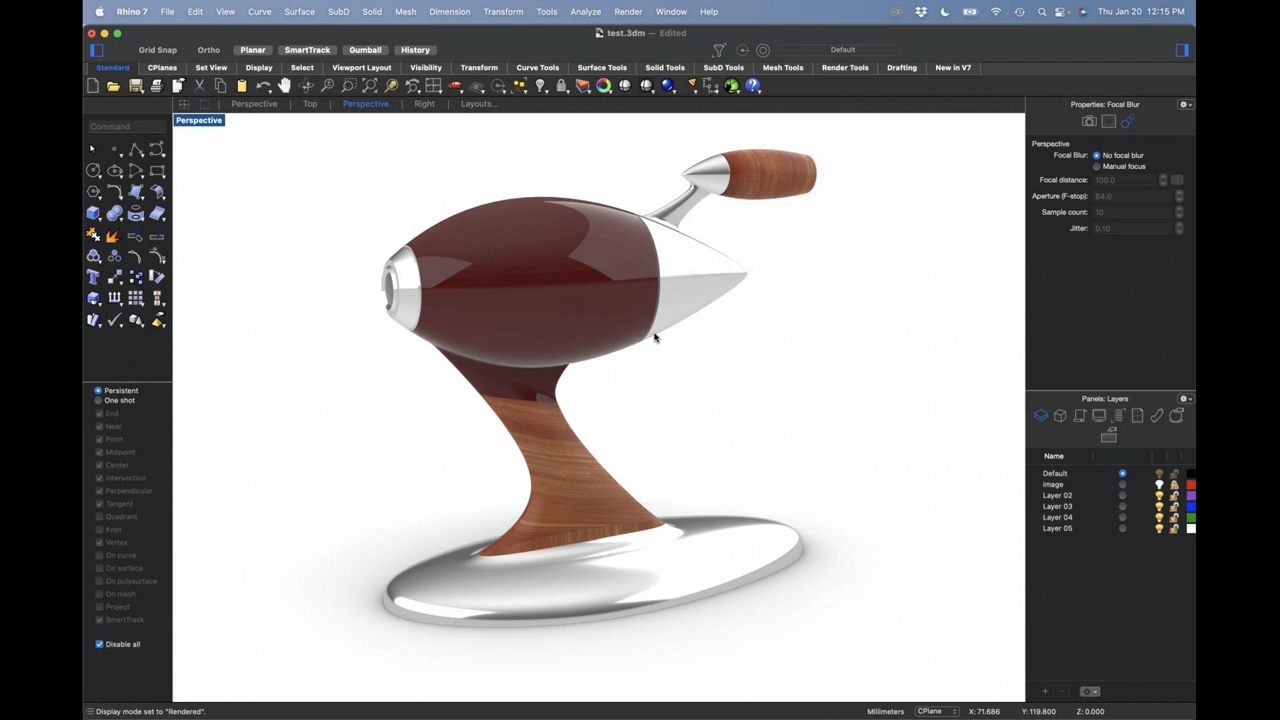 Rhino 7 File Edit View Curve Surface SubD Solid Mesh Dimension Transform Tools Analyze Render Window Help Thu Jan 20 12:15 PM
test.3dm — Edited
Grid Snap Ortho Planar SmartTrack Gumball History Default
Standard CPlanes Set View Display Select Viewport Layout Visibility Transform Curve Tools Surface Tools Solid Tools SubD Tools Mesh Tools Render Tools Drafting New in V7
Perspective Top Perspective Right Layouts...
Perspective
Command
Persistent
One shot
End
Near
Point
Midpoint
Center
Intersection
Perpendicular
Tangent
Quadrant
Knot
Vertex
On curve
On surface
On polysurface
On mesh
Project
SmartTrack
Disable all
Properties: Focal Blur
Perspective
Focal Blur: No focal blur
Manual focus
Focal distance: 100.0
Aperture (F-stop): 64.0
Sample count: 10
Jitter: 0.10
Panels: Layers
Name
Default
image
Layer 02
Layer 03
Layer 04
Layer 05
Display mode set to "Rendered". Millimeters CPlane X: 71.686 Y: 119.800 Z: 0.000